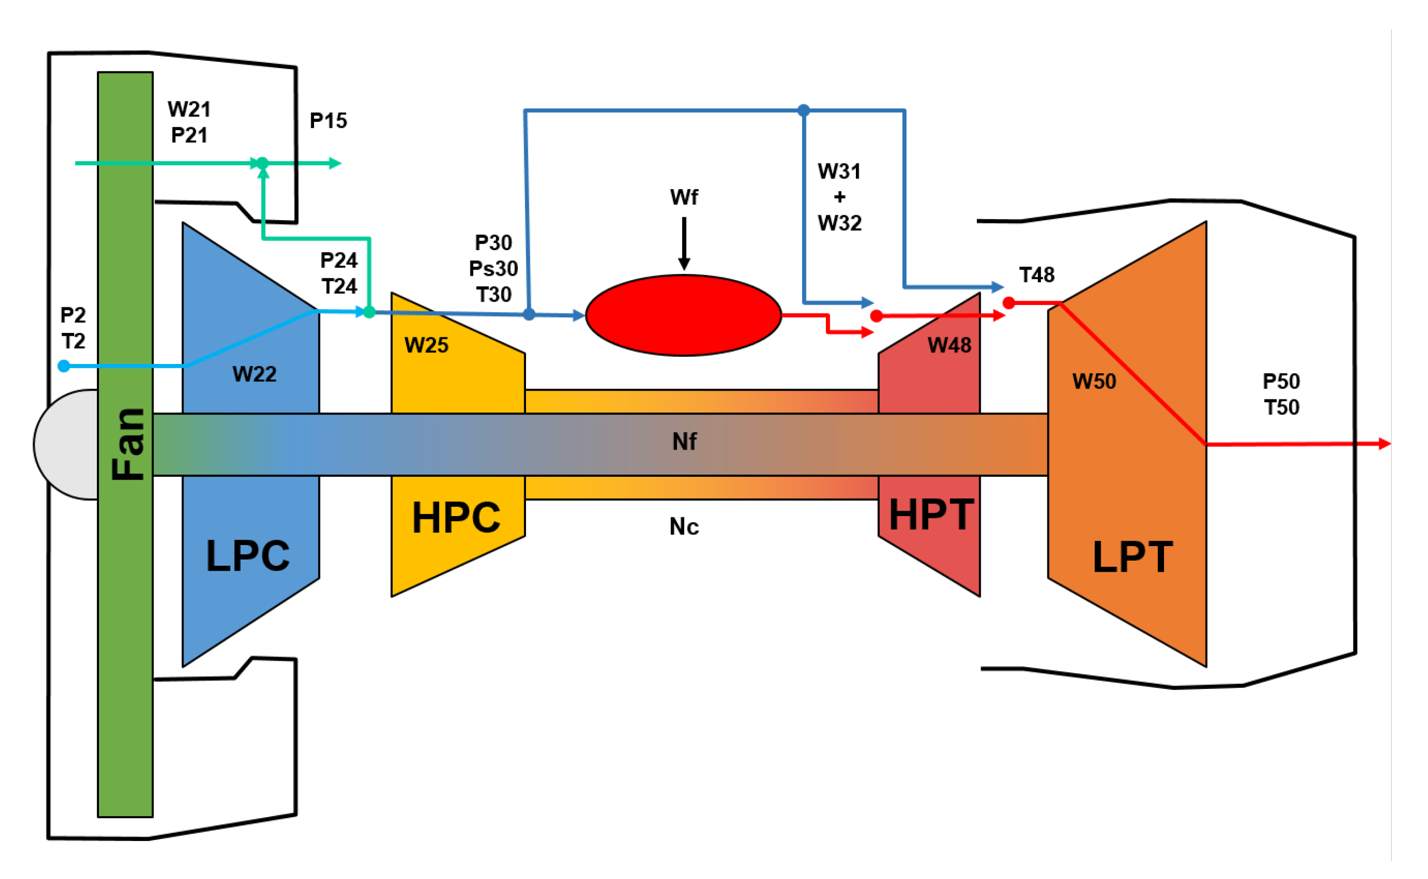 W21
P21
P15
Wf
W31
+
W32
P30
Ps30
T30
P24
T24
T48
P2
T2
W25
W48
W22
W50
P50
T50
Fan
Nf
HPC
HPT
Nc
LPC
LPT